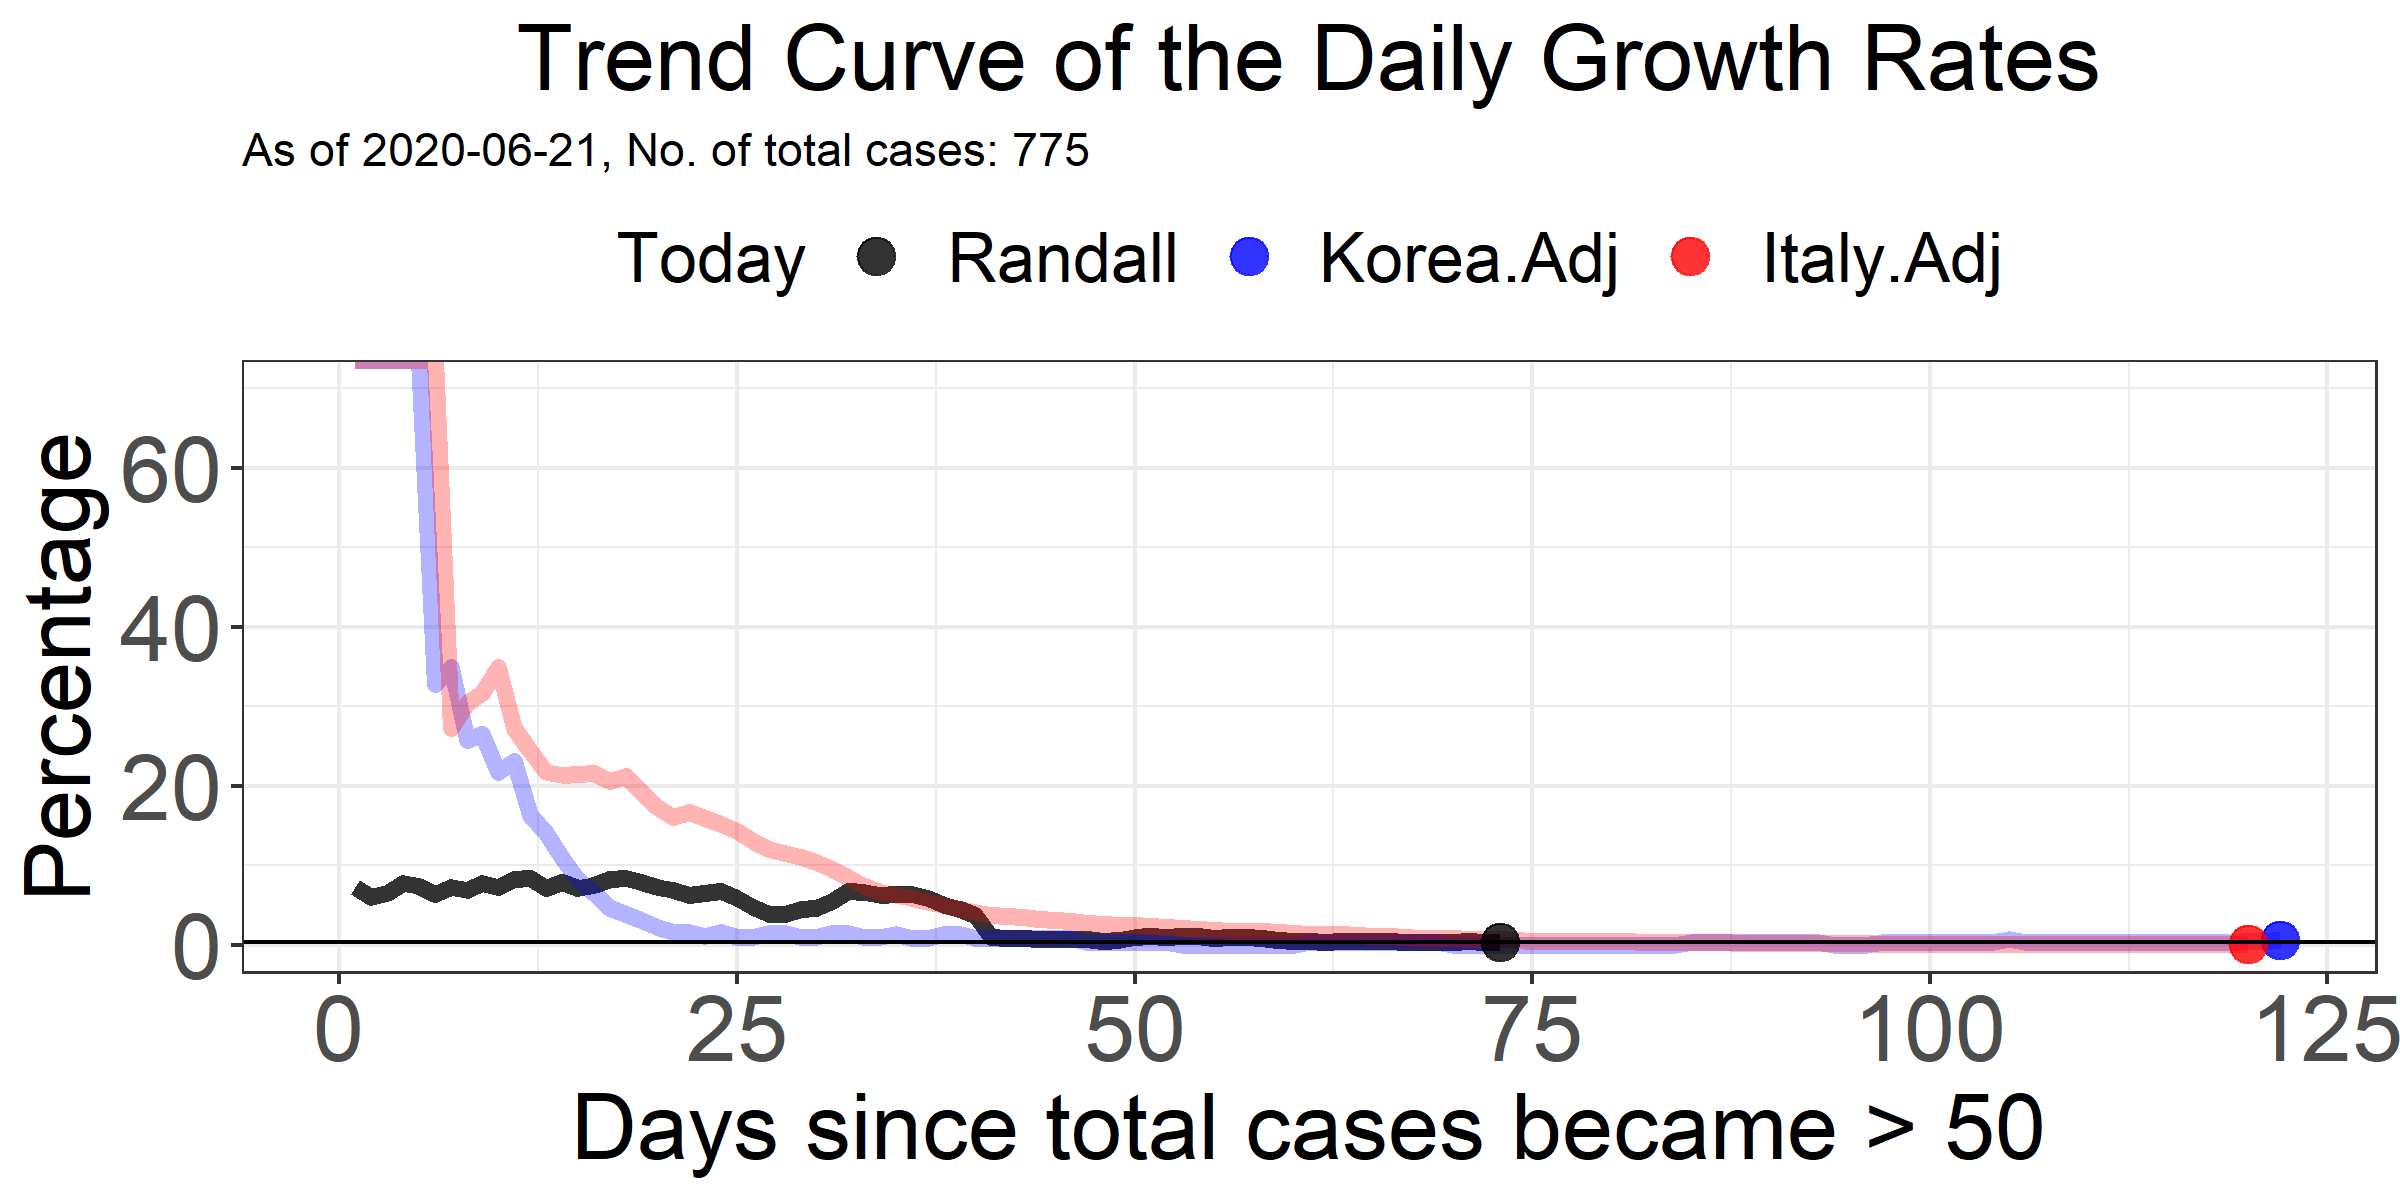 Trend Curve of the Daily Growth Rates
As of 2020-06-21, No. of total cases: 775
Today Randall Korea.Adj Italy.Adj
Percentage
60
40
20
0
0 25 50 75 100 125
Days since total cases became > 50